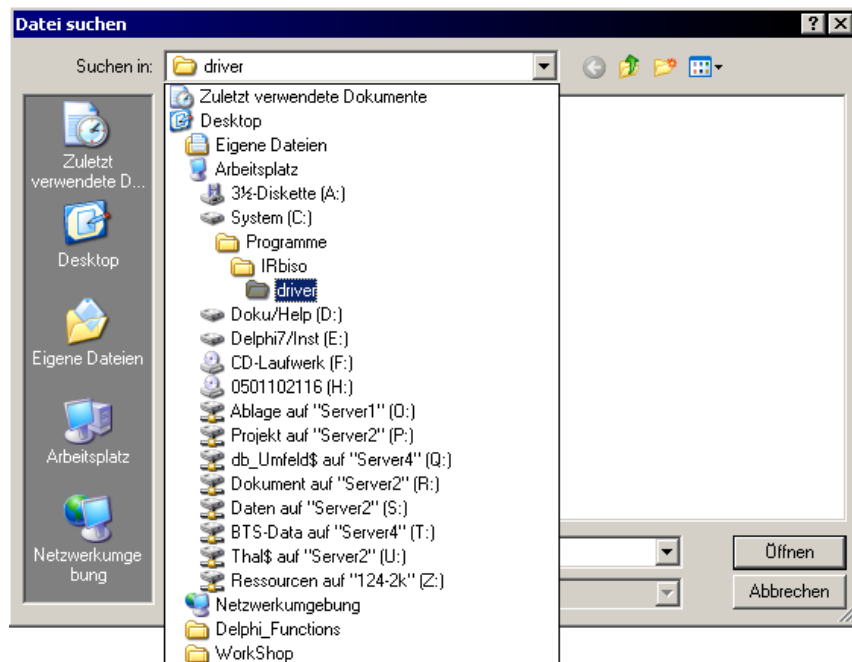 Datei suchen
Suchen in:
driver
Zuletzt
verwendete D...
Desktop
Eigene Dateien
Arbeitsplatz
Netzwerkumge
bung
Zuletzt verwendete Dokumente
Desktop
Eigene Dateien
Arbeitsplatz
3½-Diskette (A:)
System (C:)
Programme
IRbiso
driver
Doku/Help (D:)
Delphi7/Inst (E:)
CD-Laufwerk (F:)
0501102116 (H:)
Ablage auf "Server1" (O:)
Projekt auf "Server2" (P:)
db_Umfeld$ auf "Server4" (Q:)
Dokument auf "Server2" (R:)
Daten auf "Server2" (S:)
BTS-Data auf "Server4" (T:)
Thal$ auf "Server2" (U:)
Ressourcen auf "124-2k" (Z:)
Netzwerkumgebung
Delphi_Functions
WorkShop
Öffnen
Abbrechen